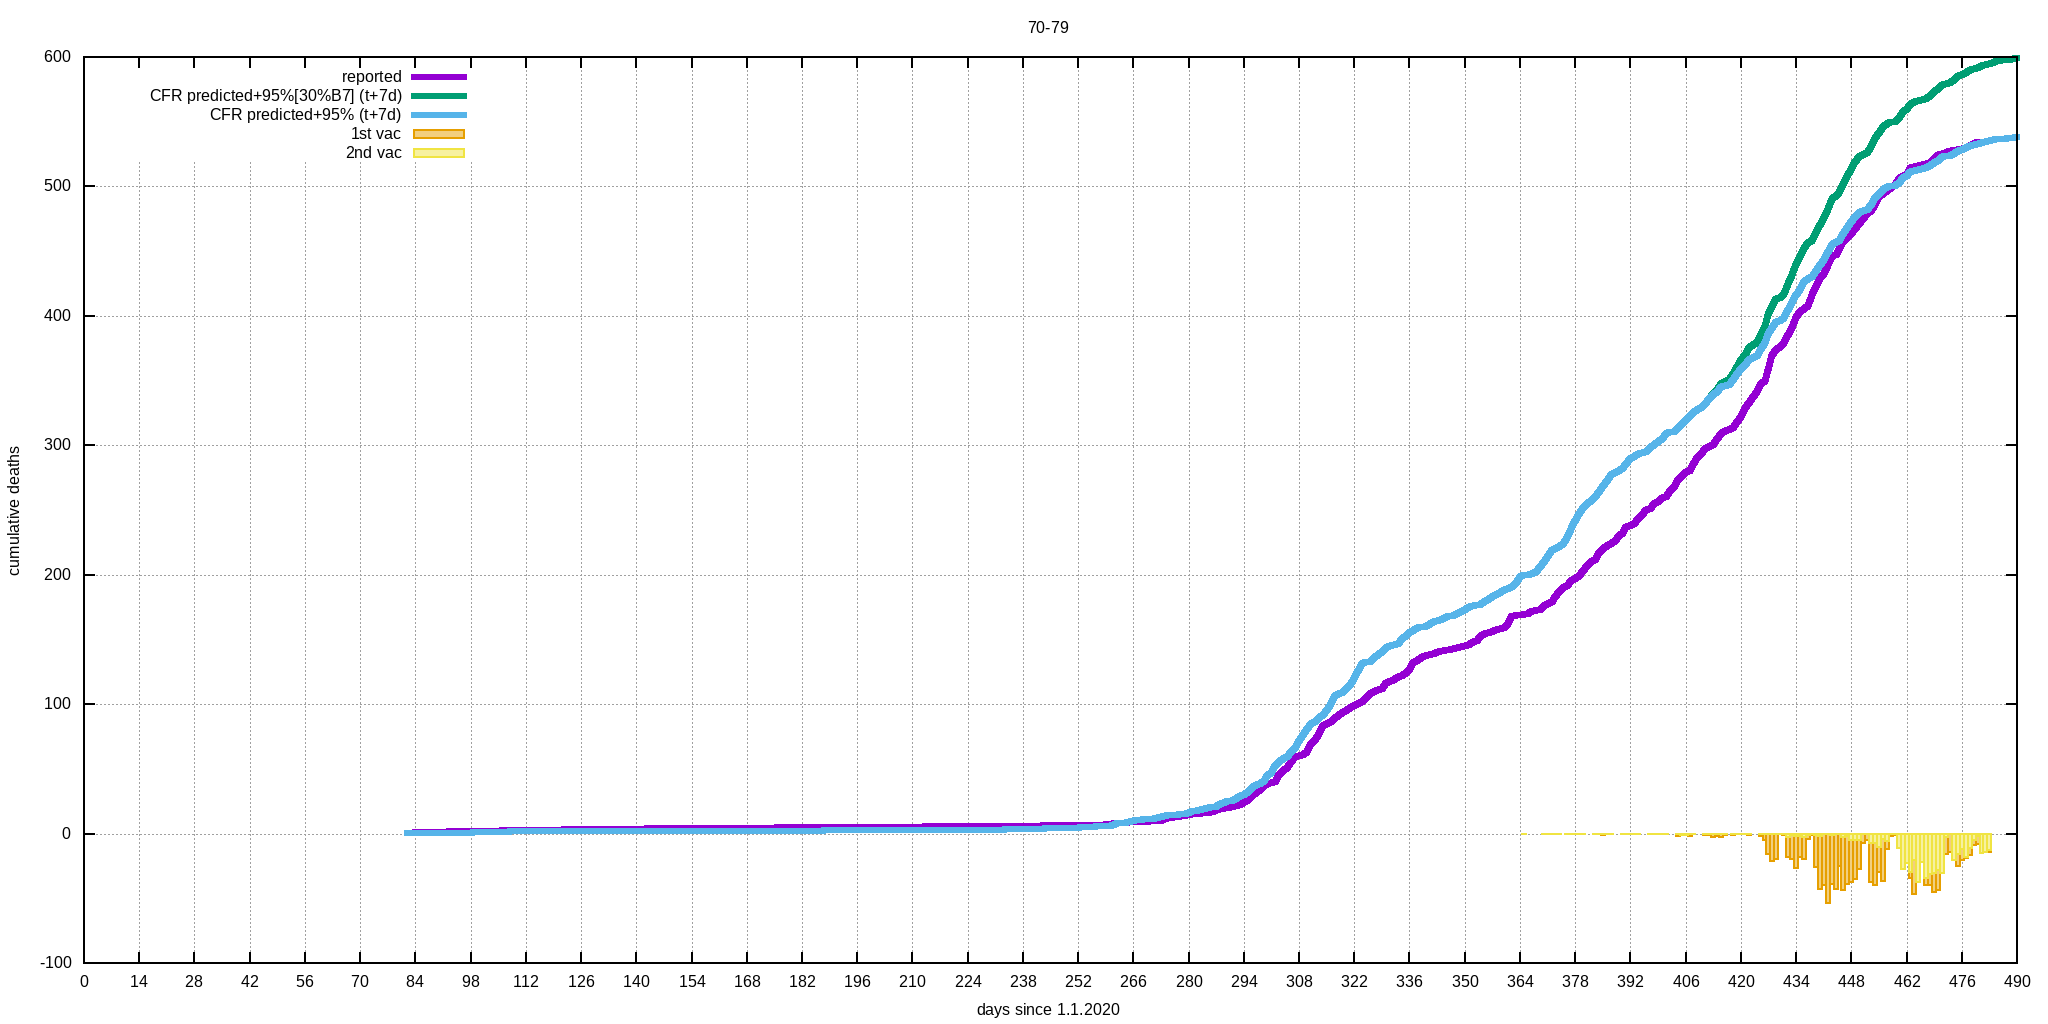 70-79
600
500
400
300
200
100
0
-100
cumulative deaths
reported
CFR predicted+95%[30%B7] (t+7d)
CFR predicted+95% (t+7d)
1st vac
2nd vac
0 14 28 42 56 70 84 98 112 126 140 154 168 182 196 210 224 238 252 266 280 294 308 322 336 350 364 378 392 406 420 434 448 462 476 490
days since 1.1.2020